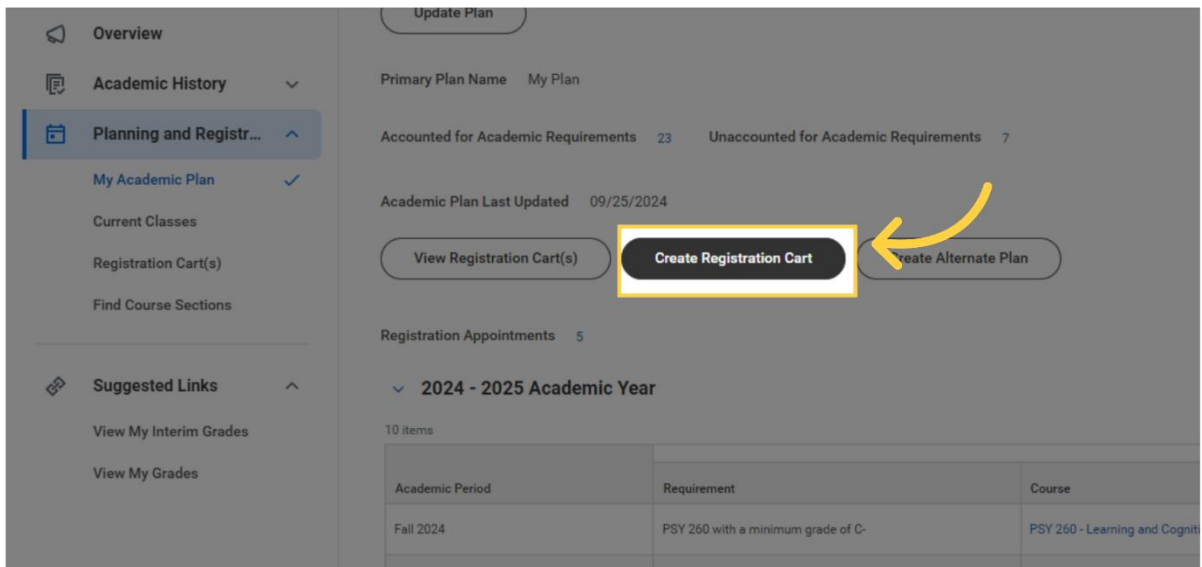 Overview
Academic History
Planning and Registr...
My Academic Plan
Current Classes
Registration Cart(s)
Find Course Sections
Suggested Links
View My Interim Grades
View My Grades
Update Plan
Primary Plan Name My Plan
Accounted for Academic Requirements 23 Unaccounted for Academic Requirements 7
Academic Plan Last Updated 09/25/2024
View Registration Cart(s) Create Registration Cart Create Alternate Plan
Registration Appointments 5
2024 - 2025 Academic Year
10 items
Academic Period Requirement Course
Fall 2024 PSY 260 with a minimum grade of C- PSY 260 - Learning and Cogniti